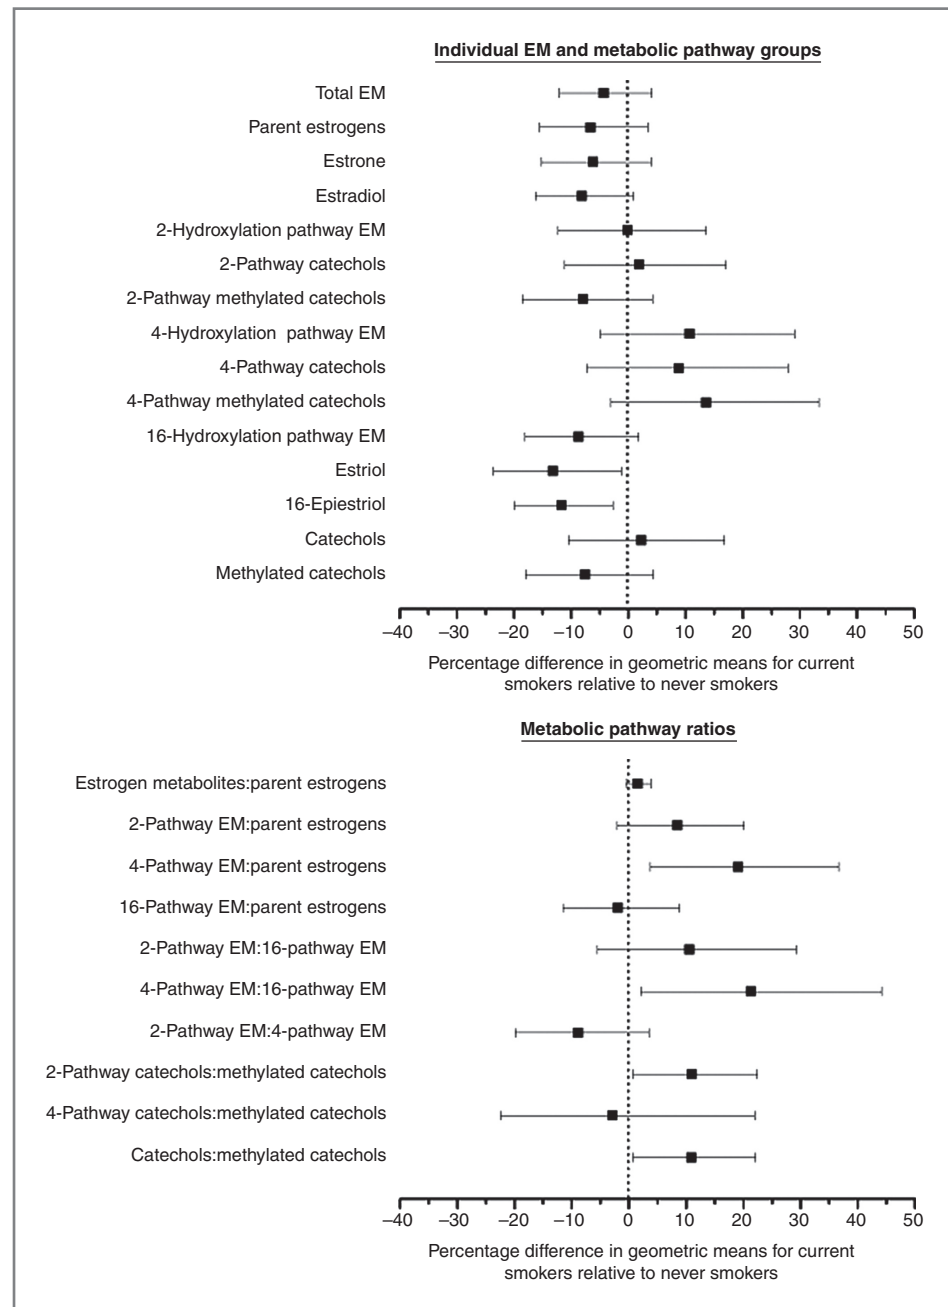 Individual EM and metabolic pathway groups
Total EM
Parent estrogens
Estrone
Estradiol
2-Hydroxylation pathway EM
2-Pathway catechols
2-Pathway methylated catechols
4-Hydroxylation pathway EM
4-Pathway catechols
4-Pathway methylated catechols
16-Hydroxylation pathway EM
Estriol
16-Epiestriol
Catechols
Methylated catechols
–40 –30 –20 –10 0 10 20 30 40 50
Percentage difference in geometric means for current
smokers relative to never smokers
Metabolic pathway ratios
Estrogen metabolites:parent estrogens
2-Pathway EM:parent estrogens
4-Pathway EM:parent estrogens
16-Pathway EM:parent estrogens
2-Pathway EM:16-pathway EM
4-Pathway EM:16-pathway EM
2-Pathway EM:4-pathway EM
2-Pathway catechols:methylated catechols
4-Pathway catechols:methylated catechols
Catechols:methylated catechols
–40 –30 –20 –10 0 10 20 30 40 50
Percentage difference in geometric means for current
smokers relative to never smokers